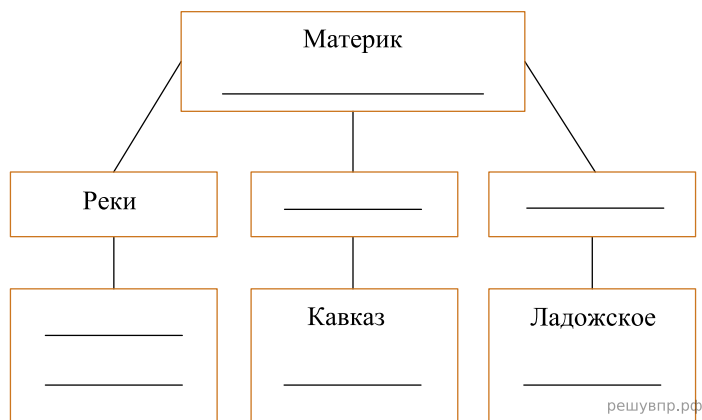 Материк
Реки
Кавказ
Ладожское
решувпр.рф